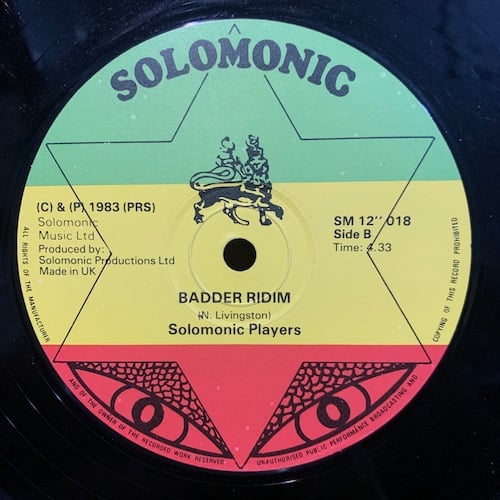 SOLOMONIC
(C) & (P) 1983 (PRS)
Solomonic
Music Ltd
Produced by:
Solomonic Productions Ltd
Made in UK
SM 12" 018
Side B
Time: 4.33
BADDER RIDIM
(N. Livingston)
Solomonic Players
ALL RIGHTS OF THE MANUFACTURER
AND OF THE OWNER OF THE RECORDED WORK RESERVED
UNAUTHORISED PUBLIC PERFORMANCE BROADCASTING AND
COPYING OF THIS RECORD PROHIBITED